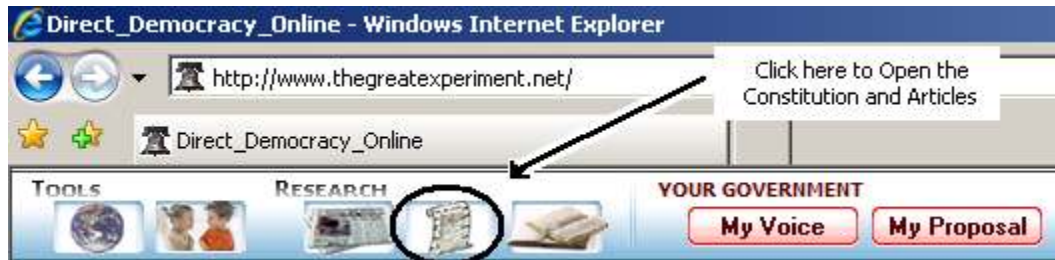 Direct_Democracy_Online - Windows Internet Explorer
http://www.thegreatexperiment.net/
Click here to Open the
Constitution and Articles
Direct_Democracy_Online
TOOLS
RESEARCH
YOUR GOVERNMENT
My Voice
My Proposal